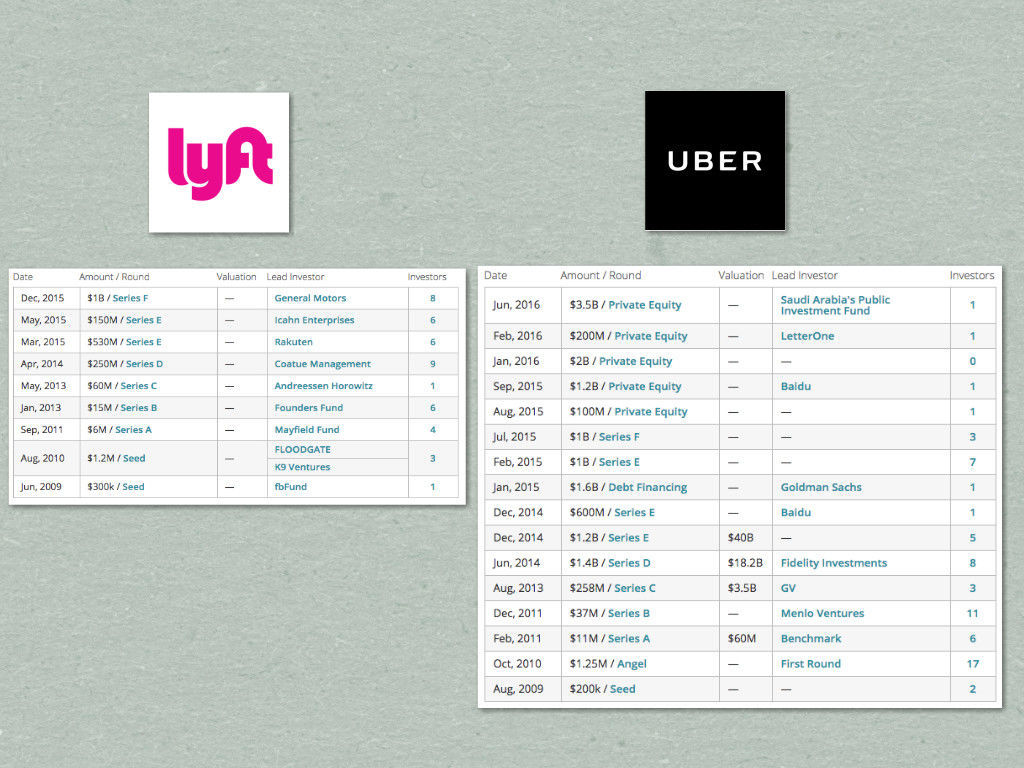 lyft
UBER
Date Amount / Round Valuation Lead Investor Investors
Dec, 2015 $1B / Series F — General Motors 8
May, 2015 $150M / Series E — Icahn Enterprises 6
Mar, 2015 $530M / Series E — Rakuten 6
Apr, 2014 $250M / Series D — Coatue Management 9
May, 2013 $60M / Series C — Andreessen Horowitz 1
Jan, 2013 $15M / Series B — Founders Fund 6
Sep, 2011 $6M / Series A — Mayfield Fund 4
Aug, 2010 $1.2M / Seed — FLOODGATE 3
K9 Ventures
Jun, 2009 $300k / Seed — fbFund 1
Date Amount / Round Valuation Lead Investor Investors
Jun, 2016 $3.5B / Private Equity — Saudi Arabia's Public 1
Investment Fund
Feb, 2016 $200M / Private Equity — LetterOne 1
Jan, 2016 $2B / Private Equity — — 0
Sep, 2015 $1.2B / Private Equity — Baidu 1
Aug, 2015 $100M / Private Equity — — 1
Jul, 2015 $1B / Series F — — 3
Feb, 2015 $1B / Series E — — 7
Jan, 2015 $1.6B / Debt Financing — Goldman Sachs 1
Dec, 2014 $600M / Series E — Baidu 1
Dec, 2014 $1.2B / Series E $40B — 5
Jun, 2014 $1.4B / Series D $18.2B Fidelity Investments 8
Aug, 2013 $258M / Series C $3.5B GV 3
Dec, 2011 $37M / Series B — Menlo Ventures 11
Feb, 2011 $11M / Series A $60M Benchmark 6
Oct, 2010 $1.25M / Angel — First Round 17
Aug, 2009 $200k / Seed — — 2